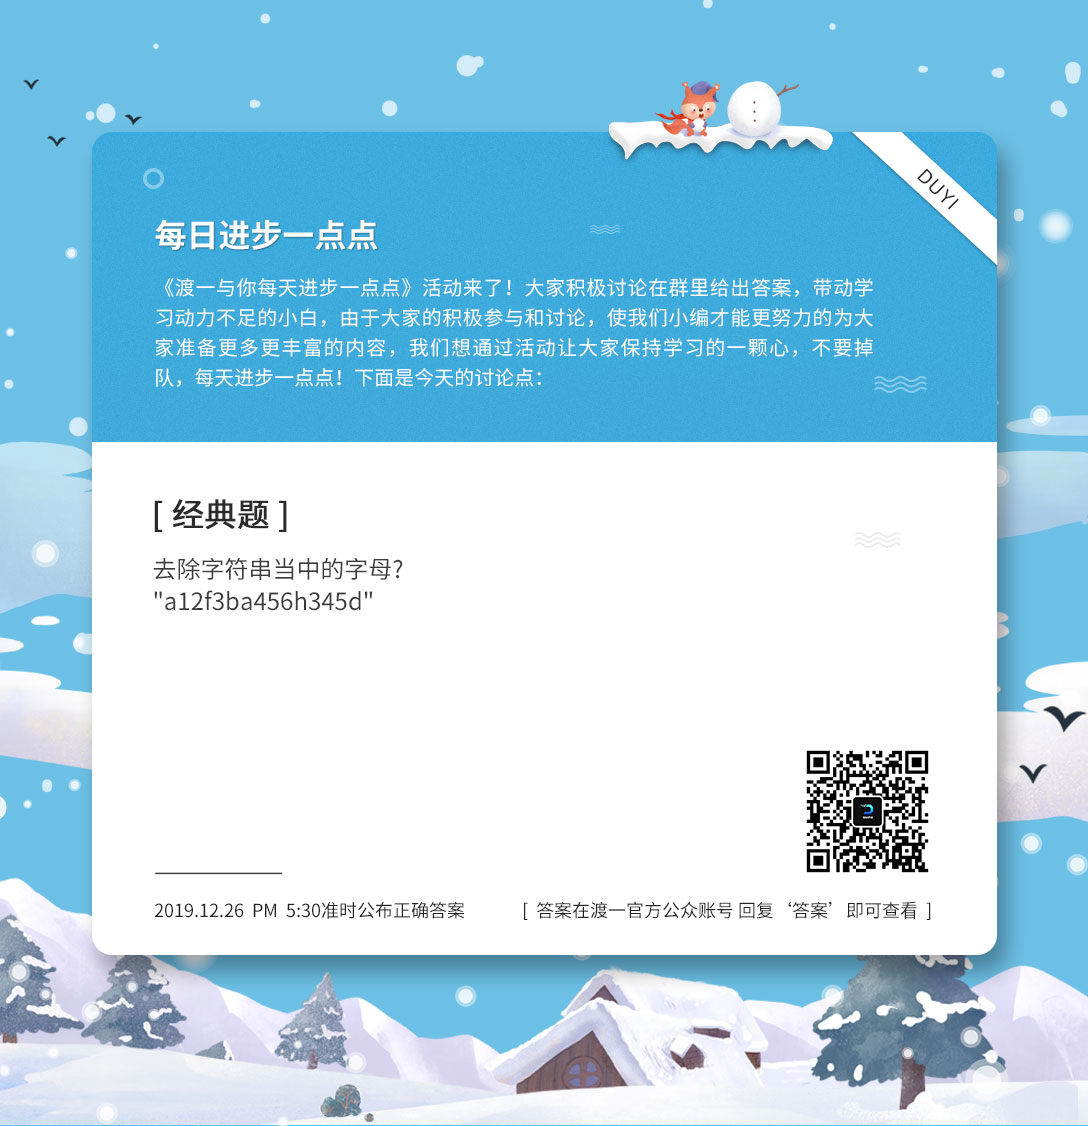 DUYI
每日进步一点点
《渡一与你每天进步一点点》活动来了！大家积极讨论在群里给出答案，带动学
习动力不足的小白，由于大家的积极参与和讨论，使我们小编才能更努力的为大
家准备更多更丰富的内容，我们想通过活动让大家保持学习的一颗心，不要掉
队，每天进步一点点！下面是今天的讨论点：
[ 经典题 ]
去除字符串当中的字母?
"a12f3ba456h345d"
2019.12.26 PM 5:30准时公布正确答案
[ 答案在渡一官方公众账号 回复‘答案’即可查看 ]